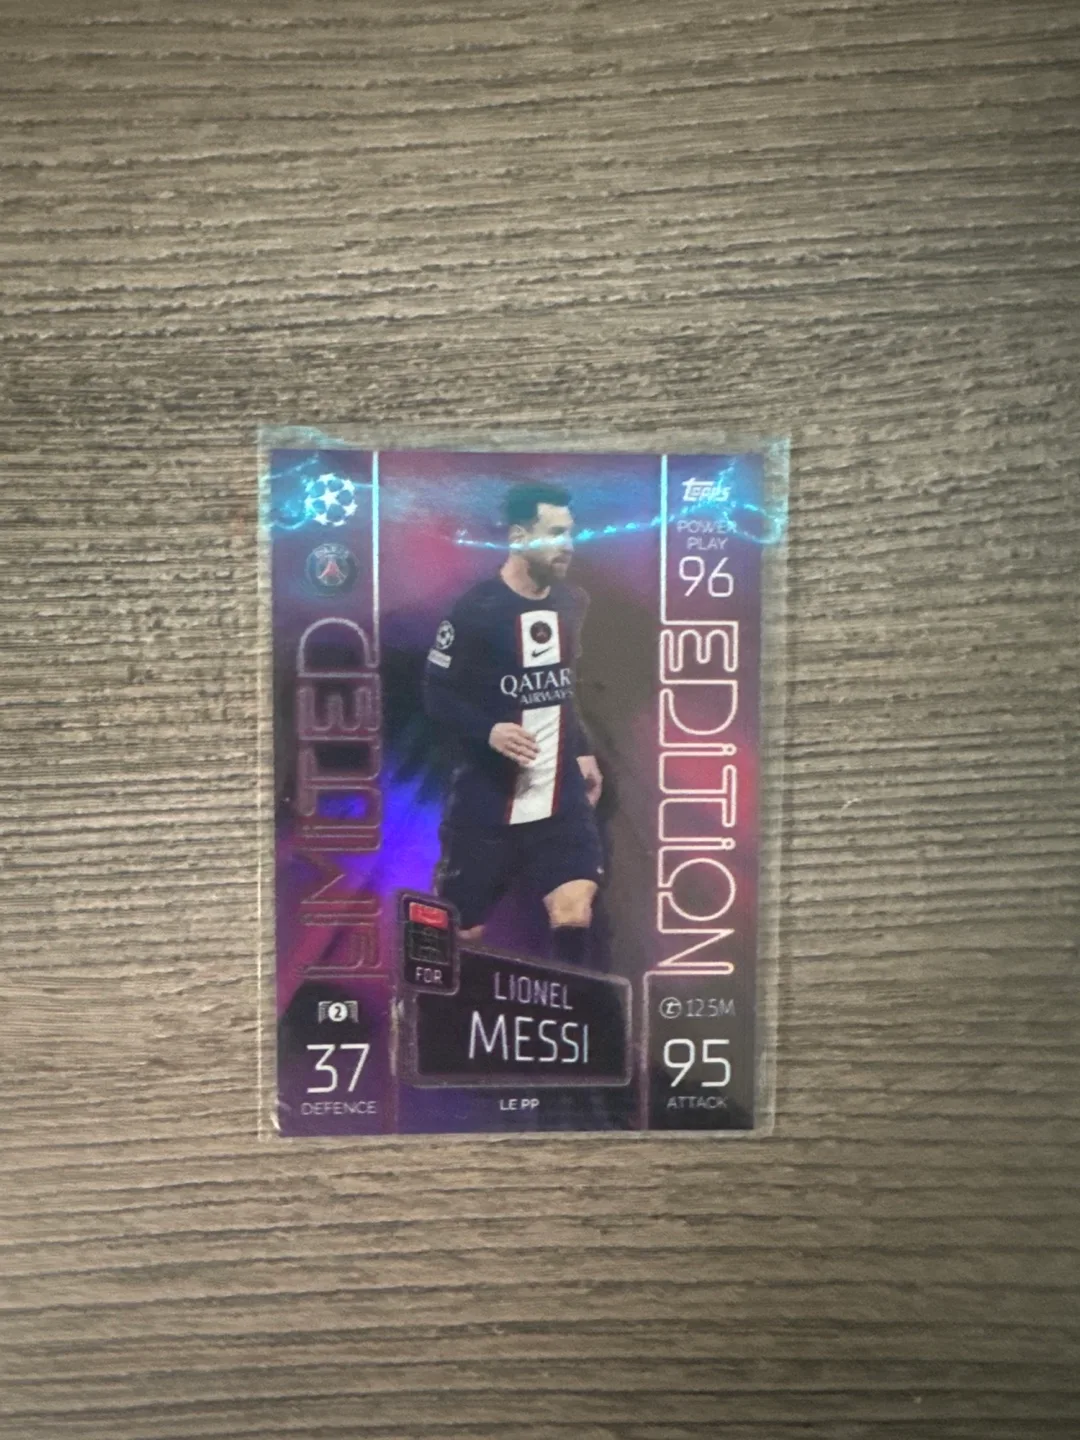 topps
POWER
PLAY
96
PARIS
LIMITED
EDITION
QATAR
AIRWAYS
FOR
LIONEL
MESSI
2
37
DEFENCE
LE PP
t 12.5M
95
ATTACK